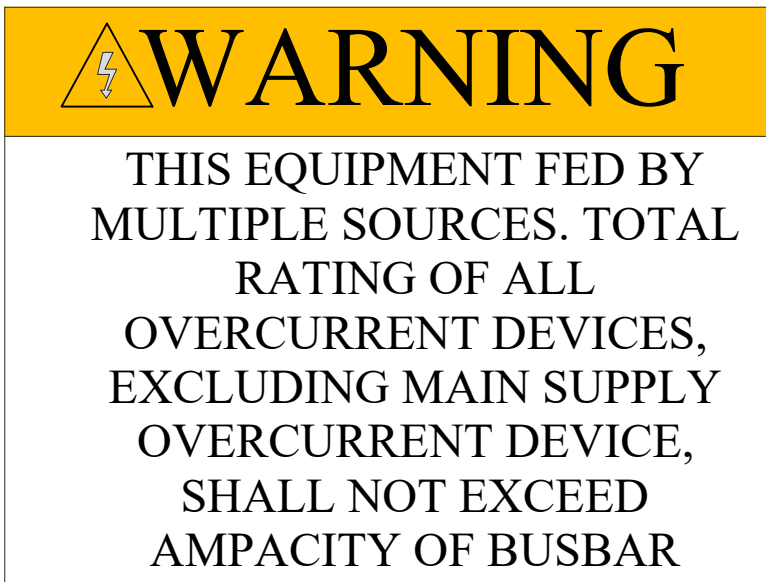 WARNING
THIS EQUIPMENT FED BY
MULTIPLE SOURCES. TOTAL
RATING OF ALL
OVERCURRENT DEVICES,
EXCLUDING MAIN SUPPLY
OVERCURRENT DEVICE,
SHALL NOT EXCEED
AMPACITY OF BUSBAR